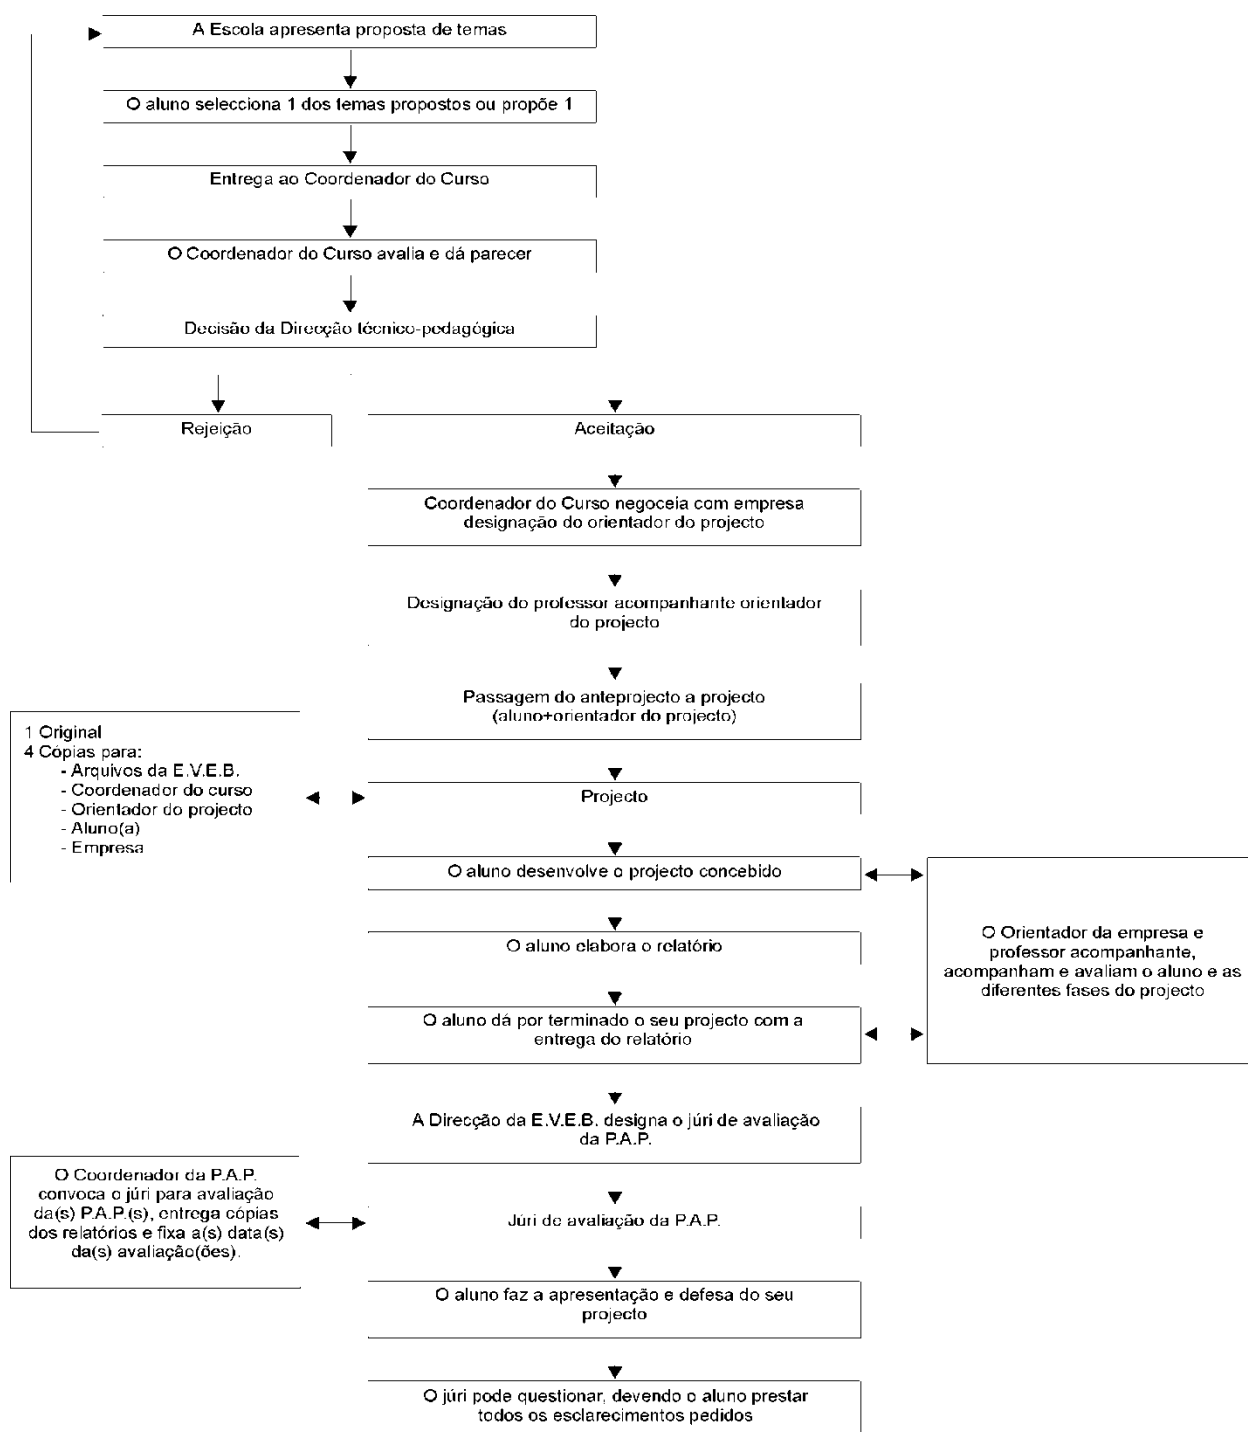 A Escola apresenta proposta de temas
O aluno selecciona 1 dos temas propostos ou propõe 1
Entrega ao Coordenador do Curso
O Coordenador do Curso avalia e dá parecer
Decisão da Direcção técnico-pedagógica
Rejeição
Aceitação
Coordenador do Curso negoceia com empresa
designação do orientador do projecto
Designação do professor acompanhante orientador
do projecto
Passagem do anteprojecto a projecto
(aluno+orientador do projecto)
1 Original
4 Cópias para:
- Arquivos da E.V.E.B.
- Coordenador do curso
- Orientador do projecto
- Aluno(a)
- Empresa
Projecto
O aluno desenvolve o projecto concebido
O aluno elabora o relatório
O Orientador da empresa e
professor acompanhante,
acompanham e avaliam o aluno e as
diferentes fases do projecto
O aluno dá por terminado o seu projecto com a
entrega do relatório
A Direcção da E.V.E.B. designa o júri de avaliação
da P.A.P.
O Coordenador da P.A.P.
convoca o júri para avaliação
da(s) P.A.P.(s), entrega cópias
dos relatórios e fixa a(s) data(s)
da(s) avaliação(ões).
Júri de avaliação da P.A.P.
O aluno faz a apresentação e defesa do seu
projecto
O júri pode questionar, devendo o aluno prestar
todos os esclarecimentos pedidos